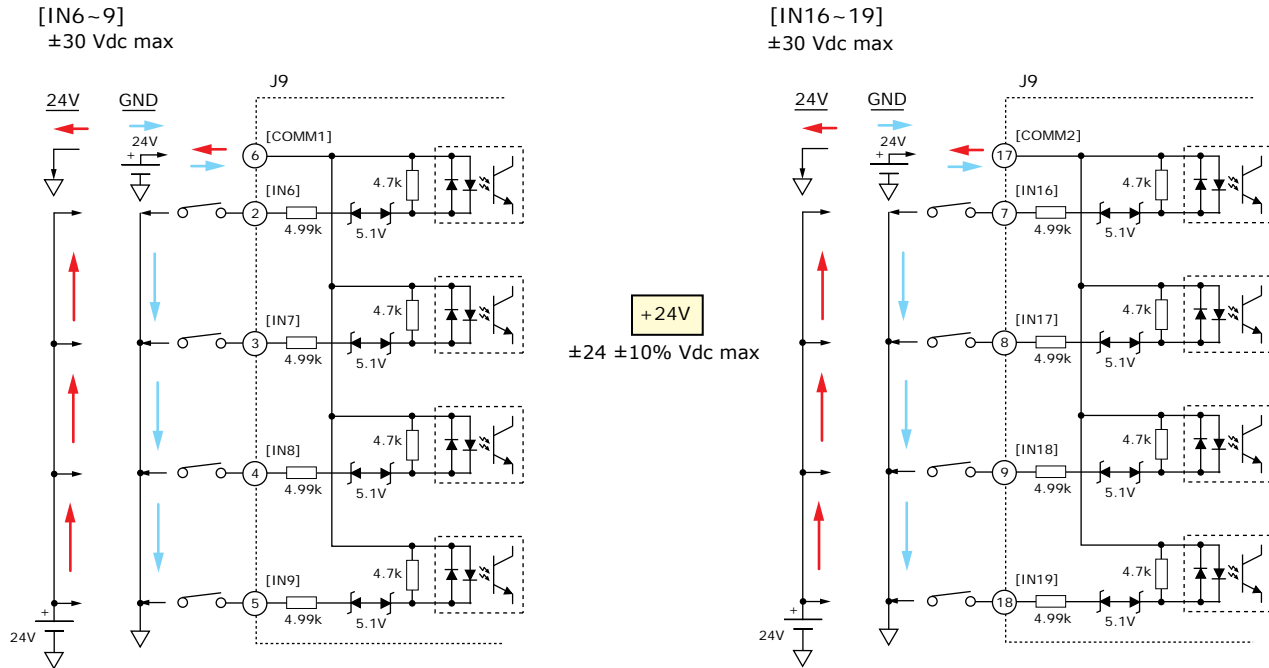 [IN6~9]
±30 Vdc max
J9
24V
GND
24V
+
[COMM1]
6
4.7k
[IN6]
2
4.99k
5.1V
4.7k
[IN7]
3
4.99k
5.1V
4.7k
[IN8]
4
4.99k
5.1V
4.7k
[IN9]
5
4.99k
5.1V
+
24V
+24V
±24 ±10% Vdc max
[IN16~19]
±30 Vdc max
J9
24V
GND
24V
+
[COMM2]
17
4.7k
[IN16]
7
4.99k
5.1V
4.7k
[IN17]
8
4.99k
5.1V
4.7k
[IN18]
9
4.99k
5.1V
4.7k
[IN19]
18
4.99k
5.1V
+
24V